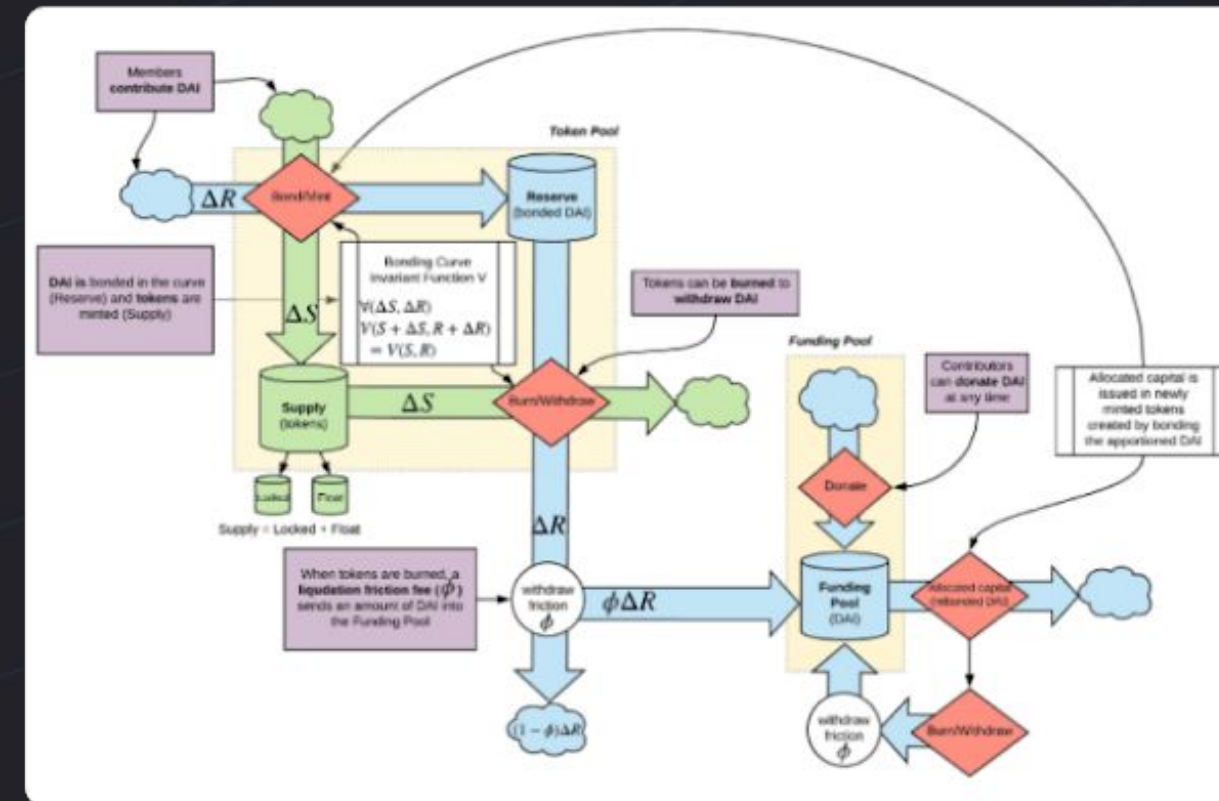 Members
contribute DAI
Token Pool
ΔR
Bond/Mint
Reserve
(bonded DAI)
DAI is bonded in the curve
(Reserve) and tokens are
minted (Supply)
Bonding Curve
Invariant Function V
∀(ΔS, ΔR)
V(S + ΔS, R + ΔR)
= V(S, R)
ΔS
Tokens can be burned to
withdraw DAI
Supply
(tokens)
ΔS
Burn/Withdraw
Locked
Float
Supply = Locked + Float
ΔR
When tokens are burned, a
liqudation friction fee (ϕ)
sends an amount of DAI into
the Funding Pool
withdraw
friction
ϕ
ϕΔR
(1 − ϕ)ΔR
Funding Pool
Contributors
can donate DAI
at any time
Allocated capital is
issued in newly
minted tokens
created by bonding
the apportioned DAI
Donate
Funding
Pool
(DAI)
Allocated capital
(rebonded DAI)
withdraw
friction
ϕ
Burn/Withdraw